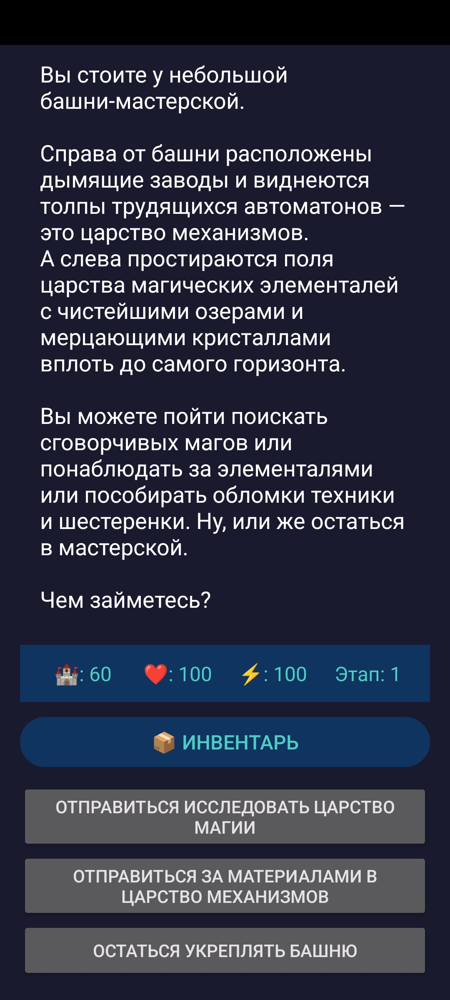 Вы стоите у небольшой
башни-мастерской.
Справа от башни расположены
дымящие заводы и виднеются
толпы трудящихся автоматонов —
это царство механизмов.
А слева простираются поля
царства магических элементалей
с чистейшими озерами и
мерцающими кристаллами
вплоть до самого горизонта.
Вы можете пойти поискать
сговорчивых магов или
понаблюдать за элементалями
или пособирать обломки техники
и шестеренки. Ну, или же остаться
в мастерской.
Чем займетесь?
🏰: 60 ❤️: 100 ⚡: 100 Этап: 1
📦 ИНВЕНТАРЬ
ОТПРАВИТЬСЯ ИССЛЕДОВАТЬ ЦАРСТВО
МАГИИ
ОТПРАВИТЬСЯ ЗА МАТЕРИАЛАМИ В
ЦАРСТВО МЕХАНИЗМОВ
ОСТАТЬСЯ УКРЕПЛЯТЬ БАШНЮ